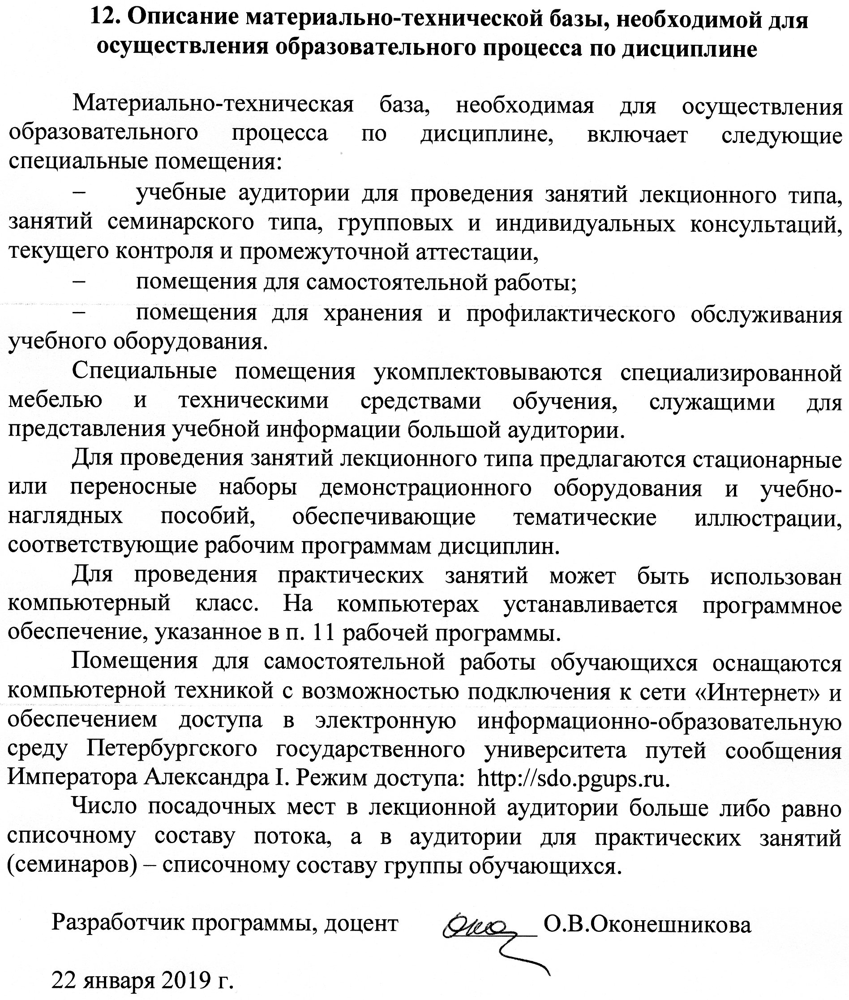 12. Описание материально-технической базы, необходимой для
осуществления образовательного процесса по дисциплине
Материально-техническая база, необходимая для осуществления
образовательного процесса по дисциплине, включает следующие
специальные помещения:
– учебные аудитории для проведения занятий лекционного типа,
занятий семинарского типа, групповых и индивидуальных консультаций,
текущего контроля и промежуточной аттестации,
– помещения для самостоятельной работы;
– помещения для хранения и профилактического обслуживания
учебного оборудования.
Специальные помещения укомплектовываются специализированной
мебелью и техническими средствами обучения, служащими для
представления учебной информации большой аудитории.
Для проведения занятий лекционного типа предлагаются стационарные
или переносные наборы демонстрационного оборудования и учебно-
наглядных пособий, обеспечивающие тематические иллюстрации,
соответствующие рабочим программам дисциплин.
Для проведения практических занятий может быть использован
компьютерный класс. На компьютерах устанавливается программное
обеспечение, указанное в п. 11 рабочей программы.
Помещения для самостоятельной работы обучающихся оснащаются
компьютерной техникой с возможностью подключения к сети «Интернет» и
обеспечением доступа в электронную информационно-образовательную
среду Петербургского государственного университета путей сообщения
Императора Александра I. Режим доступа: http://sdo.pgups.ru.
Число посадочных мест в лекционной аудитории больше либо равно
списочному составу потока, а в аудитории для практических занятий
(семинаров) – списочному составу группы обучающихся.
Разработчик программы, доцент О.В.Оконешникова
22 января 2019 г.